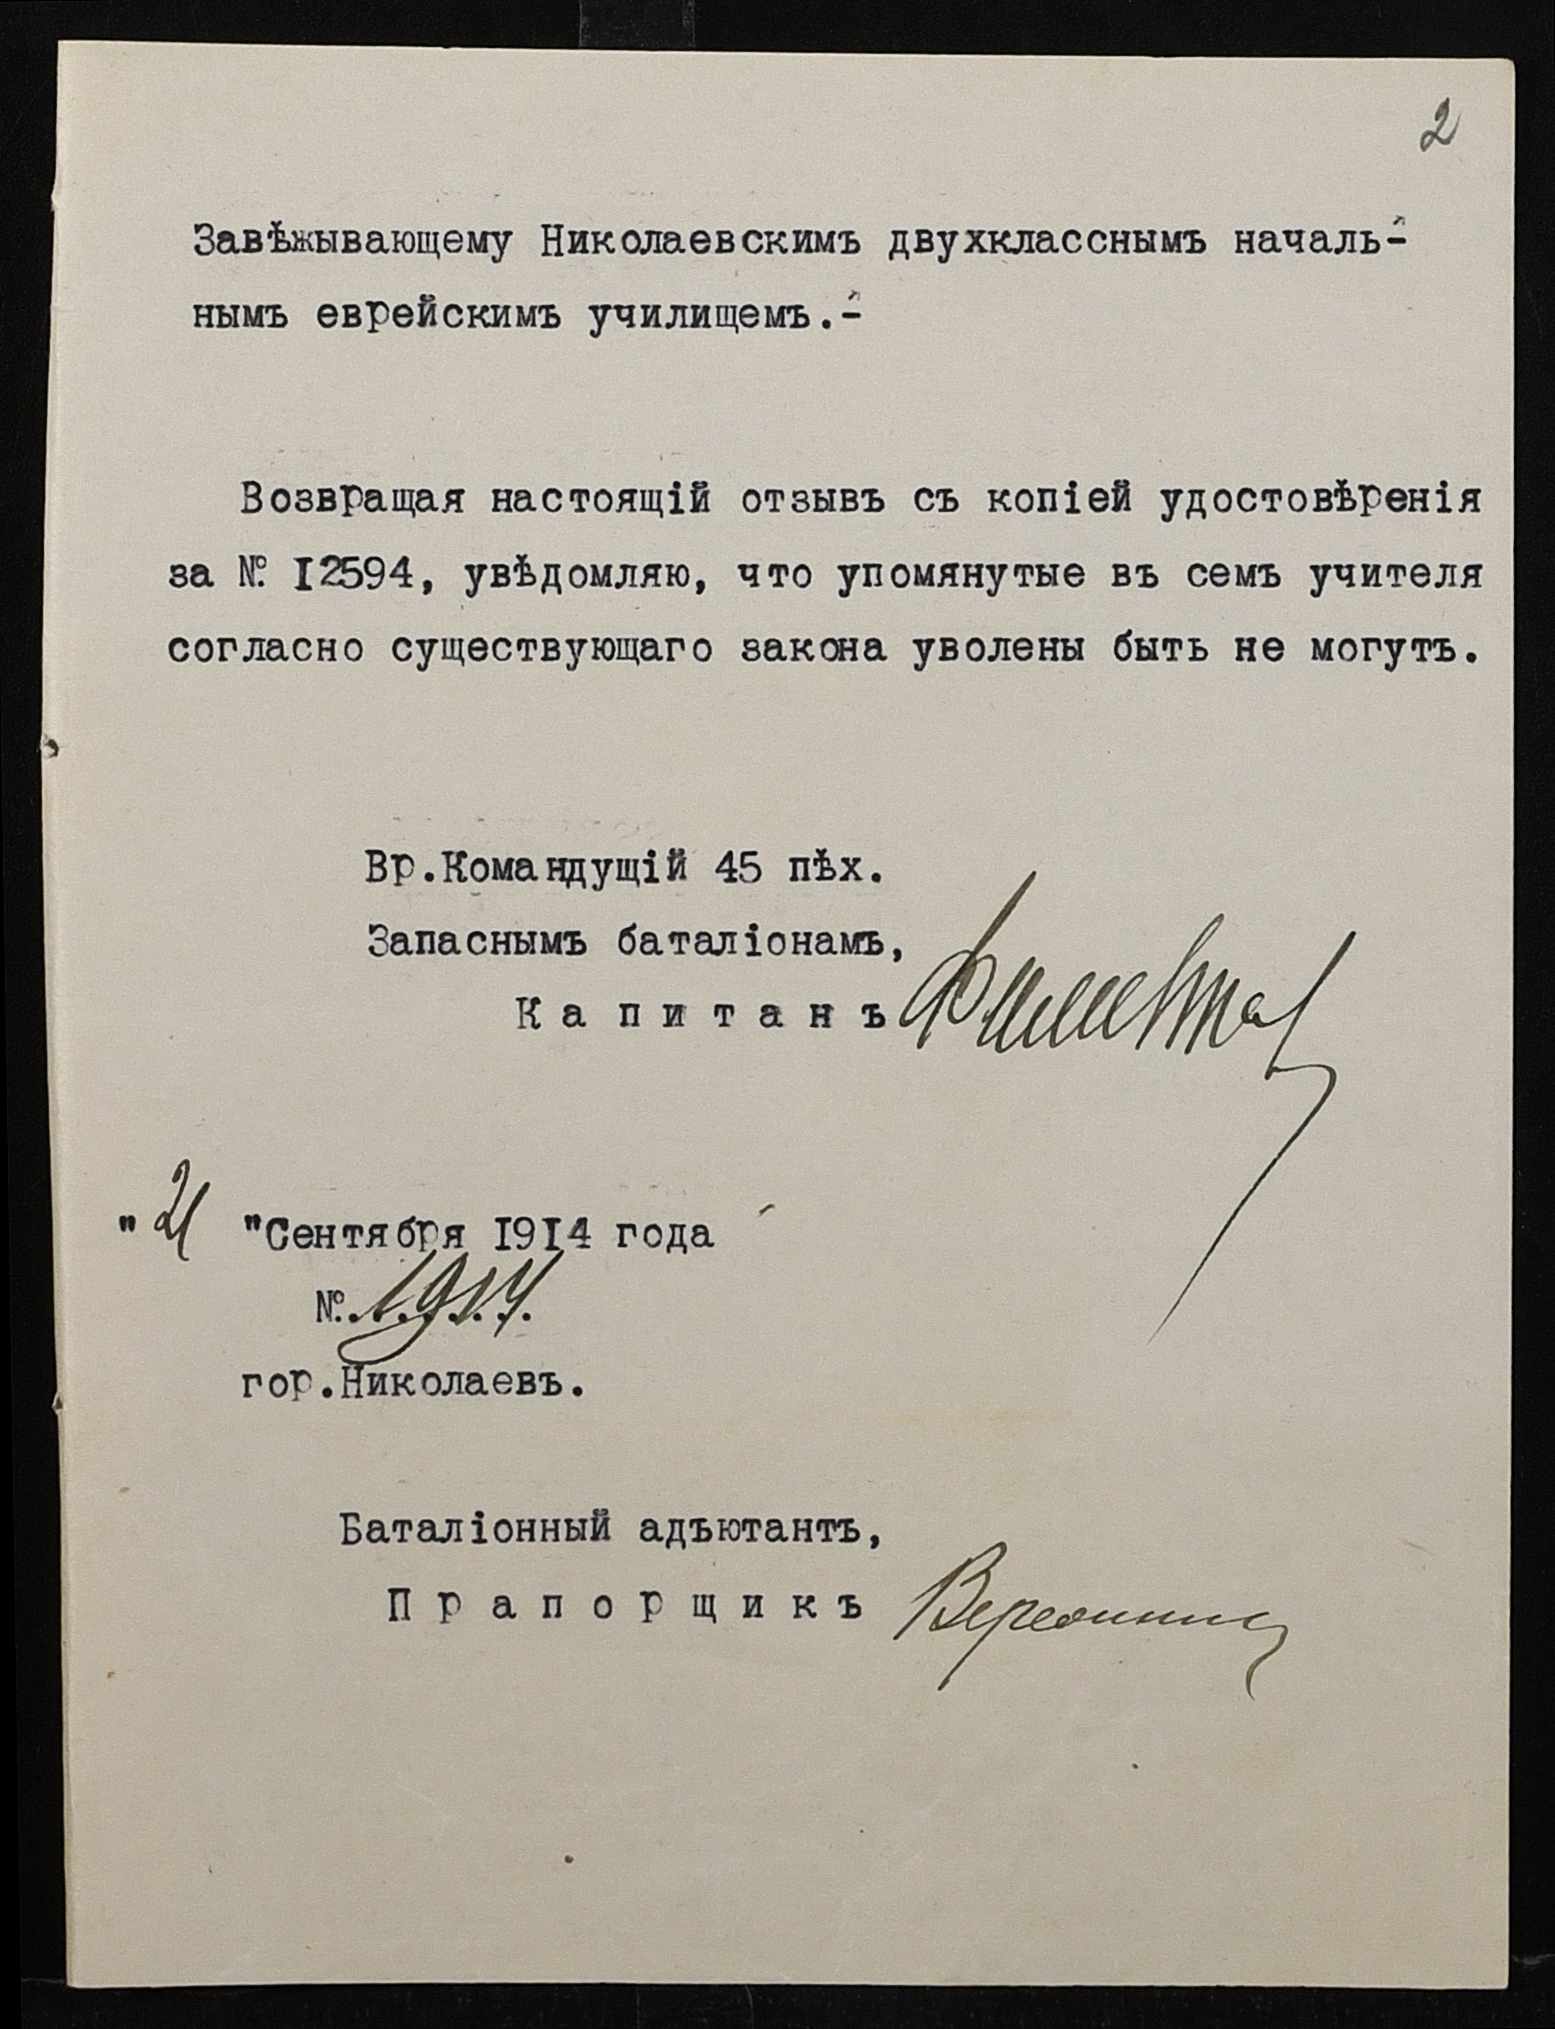 2
Завѣжывающему Николаевскимъ двухкласснымъ началь-
нымъ еврейскимъ училищемъ.-
Возвращая настоящій отзывъ съ копіей удостовѣренія
за №. 12594, увѣдомляю, что упомянутые въ семъ учителя
согласно существующаго закона уволены быть не могутъ.
Вр.Командущій 45 пѣх.
Запаснымъ баталіонамъ,
Капитанъ
"21 "Сентября 1914 года
№. 1914.
гор.Николаевъ.
Баталіонный адъютантъ,
Прапорщикъ